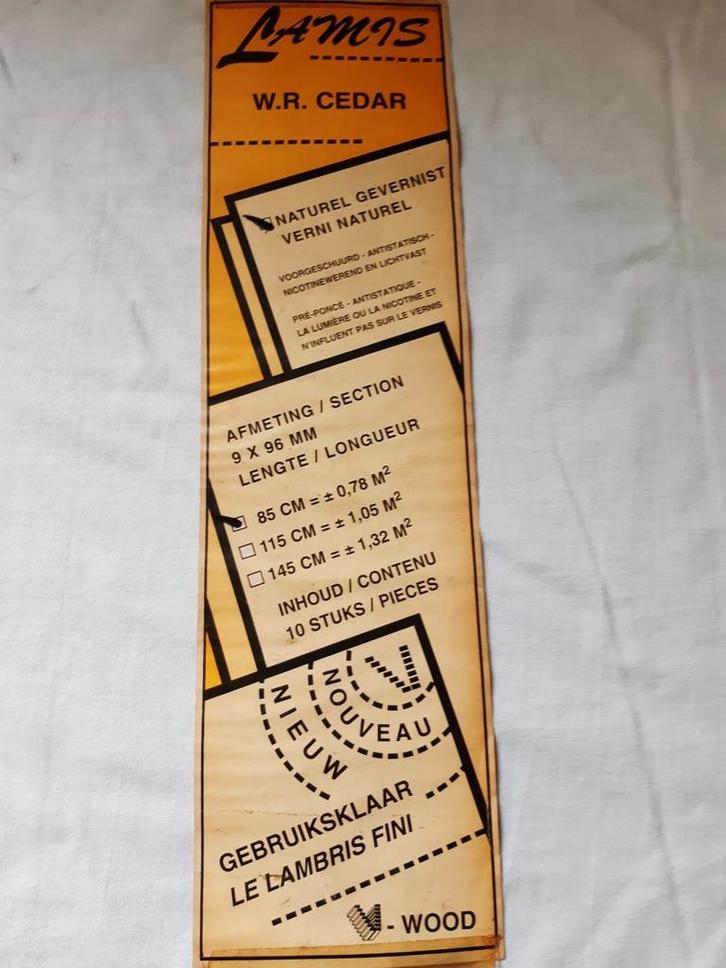 LAMIS
W.R. CEDAR
NATUREL GEVERNIST
VERNI NATUREL
VOORGESCHUURD - ANTISTATISCH -
NICOTINEWEREND EN LICHTVAST
PRÉ-PONCÉ - ANTISTATIQUE -
LA LUMIÈRE OU LA NICOTINE ET
N'INFLUENT PAS SUR LE VERNIS
AFMETING / SECTION
9 X 96 MM
LENGTE / LONGUEUR
85 CM = ± 0,78 M²
115 CM = ± 1,05 M²
145 CM = ± 1,32 M²
INHOUD / CONTENU
10 STUKS / PIECES
NOUVEAU
NIEUW
GEBRUIKSKLAAR
LE LAMBRIS FINI
V - WOOD